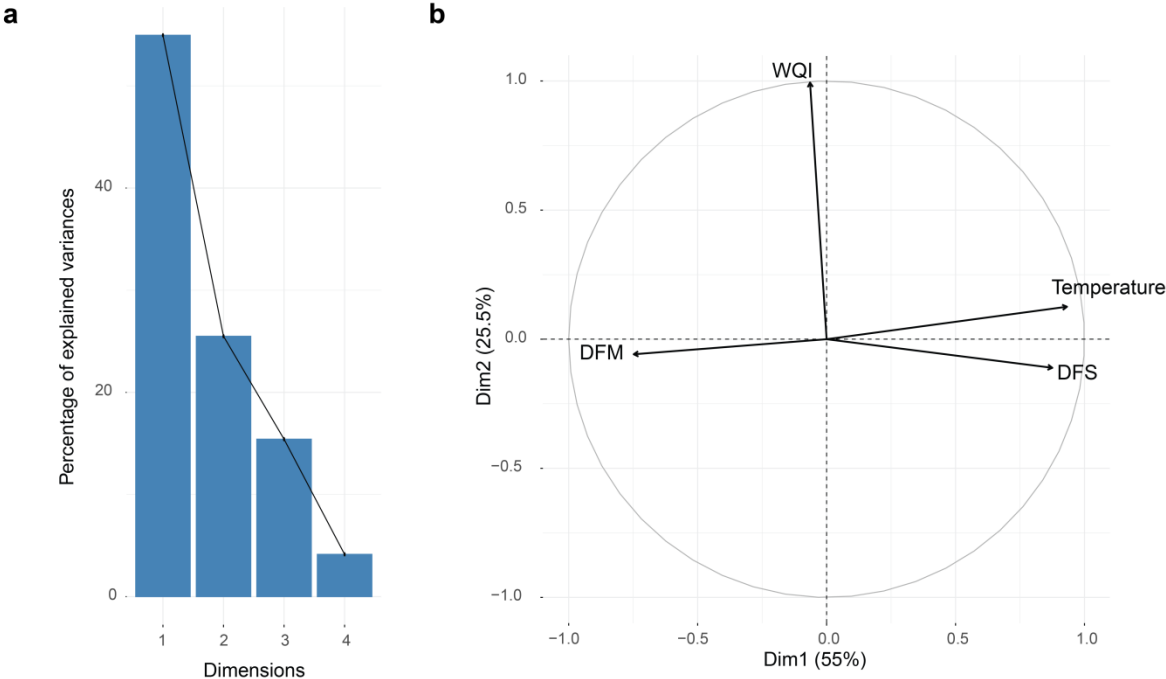 a
Percentage of explained variances
40
20
0
1 2 3 4
Dimensions
b
Dim2 (25.5%)
1.0
0.5
0.0
−0.5
−1.0
WQI
Temperature
DFM
DFS
−1.0 −0.5 0.0 0.5 1.0
Dim1 (55%)